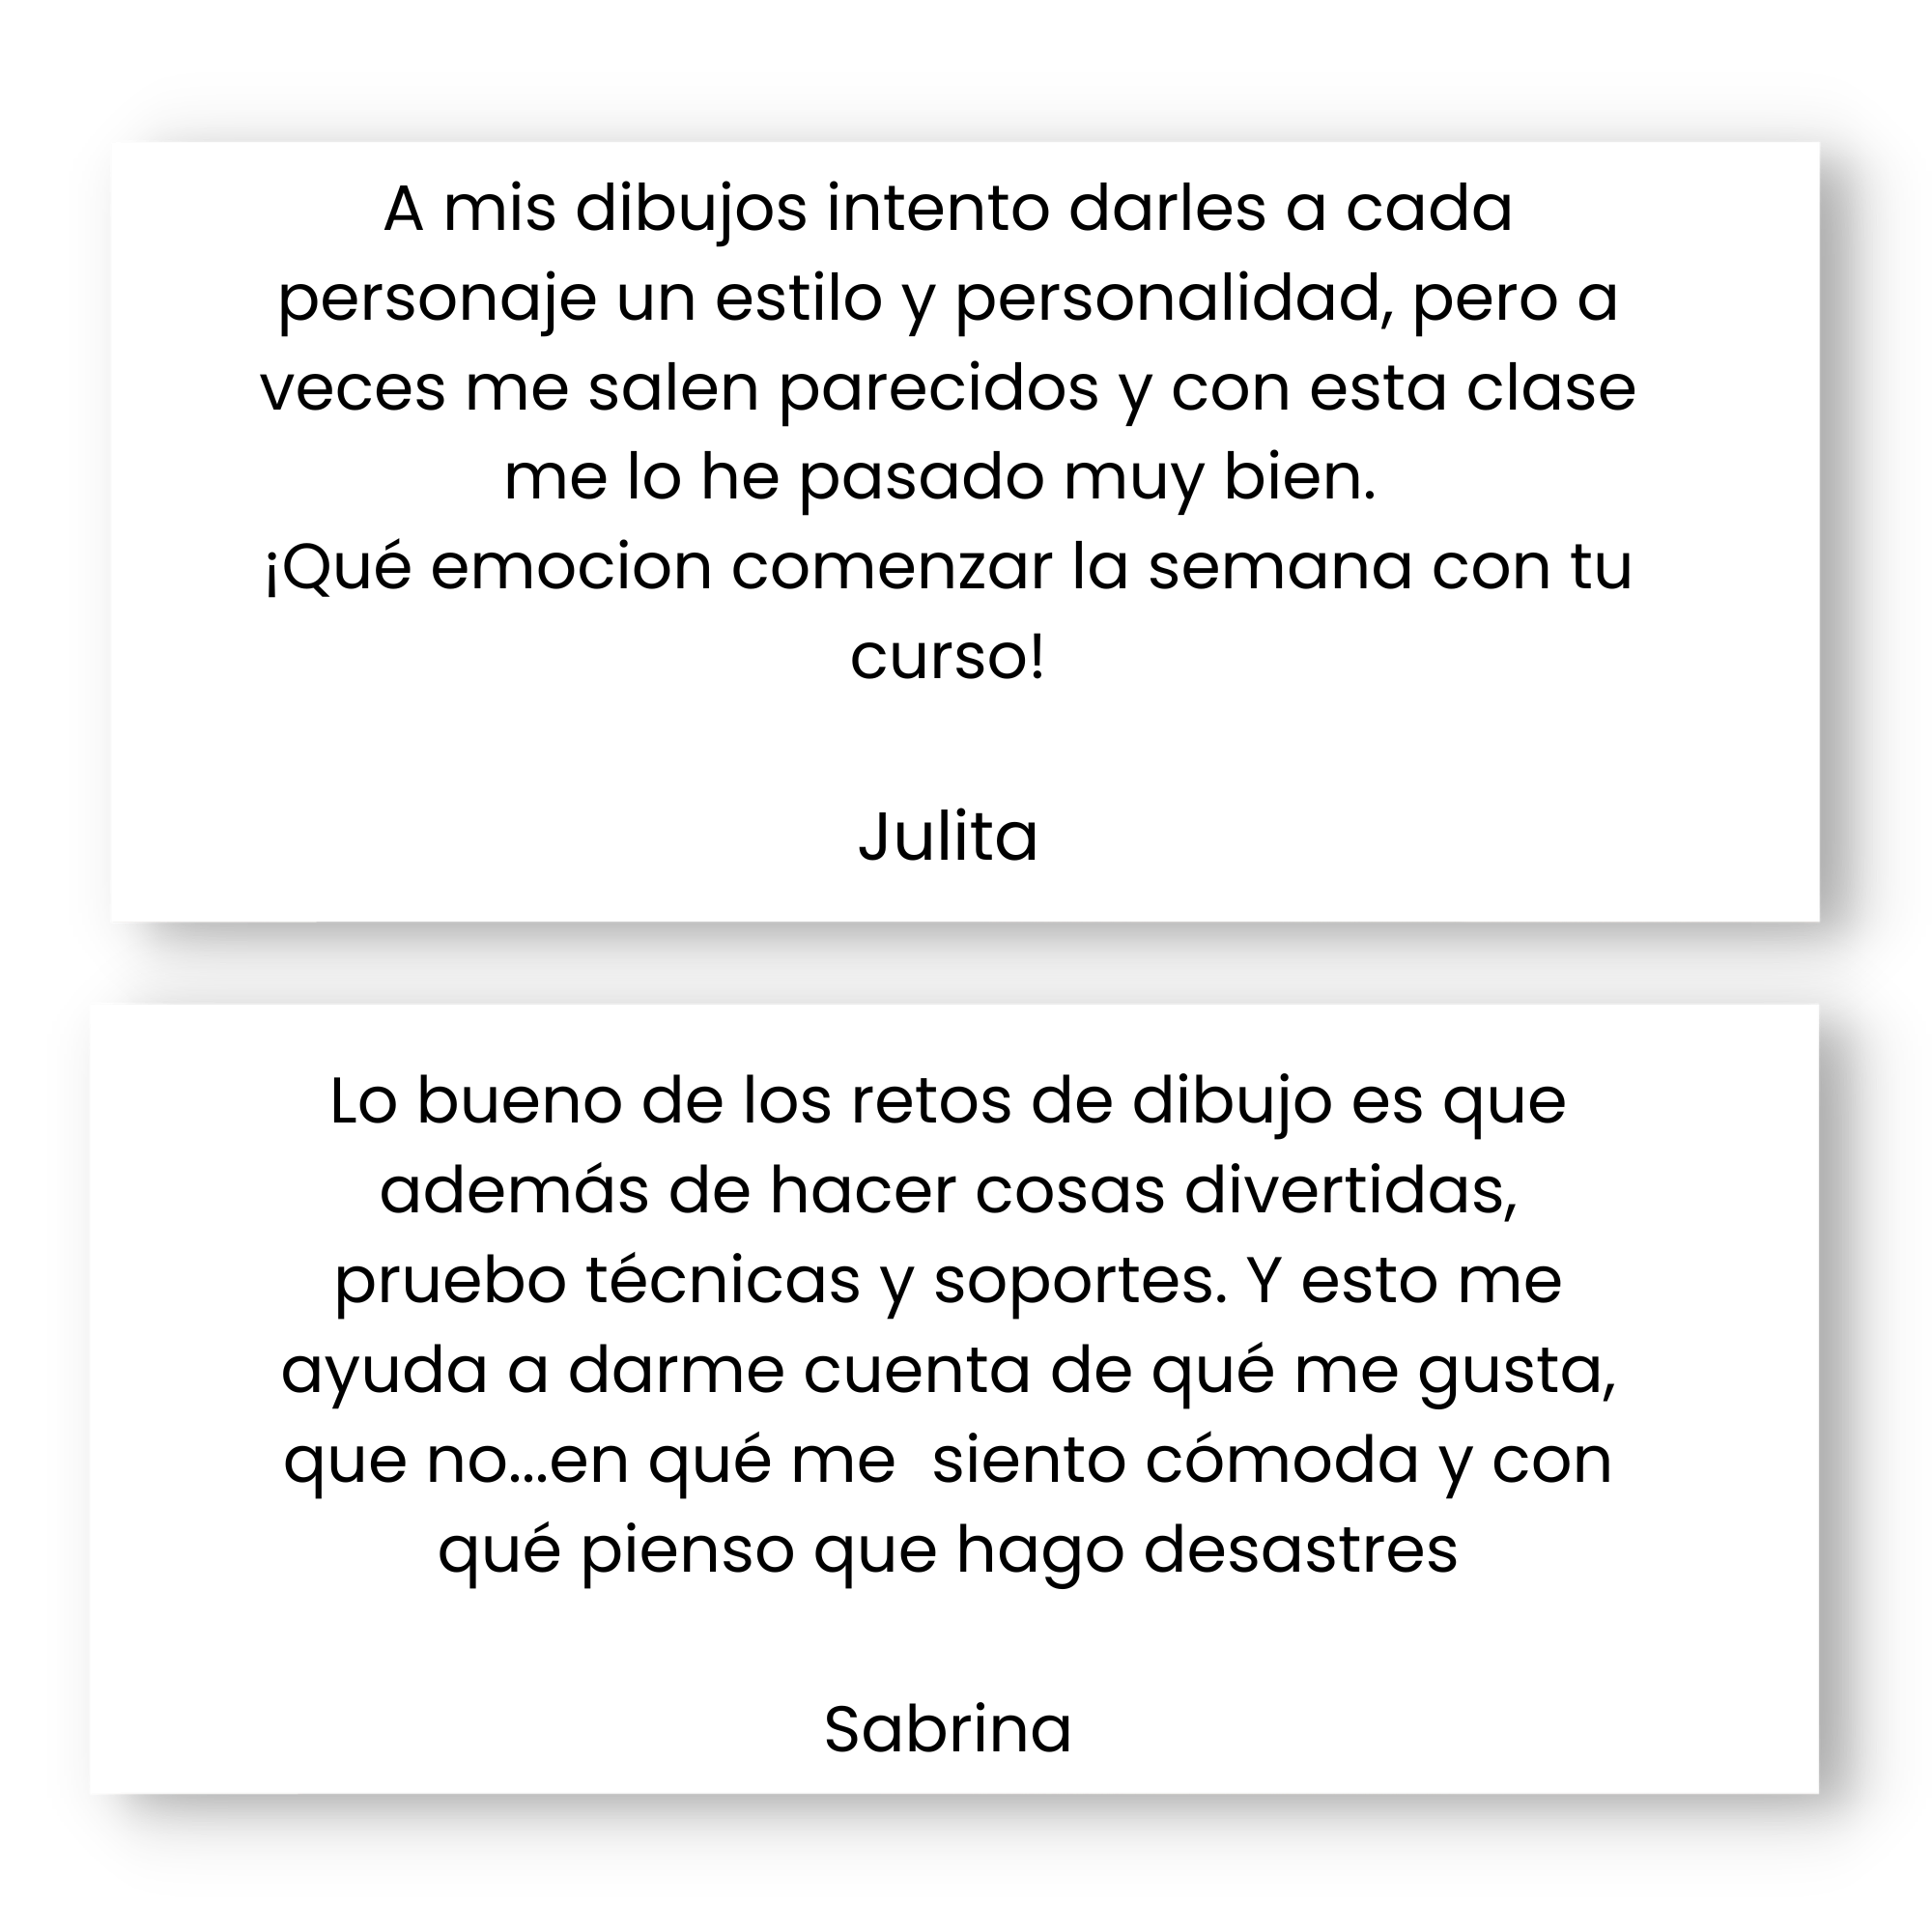 A mis dibujos intento darles a cada
personaje un estilo y personalidad, pero a
veces me salen parecidos y con esta clase
me lo he pasado muy bien.
¡Qué emocion comenzar la semana con tu
curso!
Julita
Lo bueno de los retos de dibujo es que
además de hacer cosas divertidas,
pruebo técnicas y soportes. Y esto me
ayuda a darme cuenta de qué me gusta,
que no...en qué me  siento cómoda y con
qué pienso que hago desastres
Sabrina